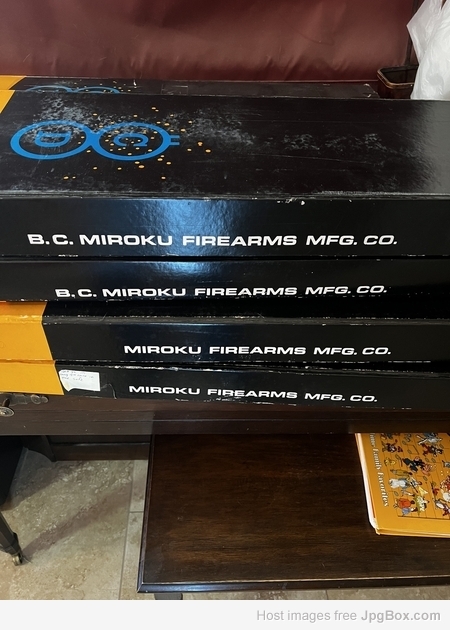 B.C. MIROKU FIREARMS MFG. CO.
B.C. MIROKU FIREARMS MFG. CO.
MIROKU FIREARMS MFG. CO.
MIROKU FIREARMS MFG. CO.
Host images free JpgBox.com